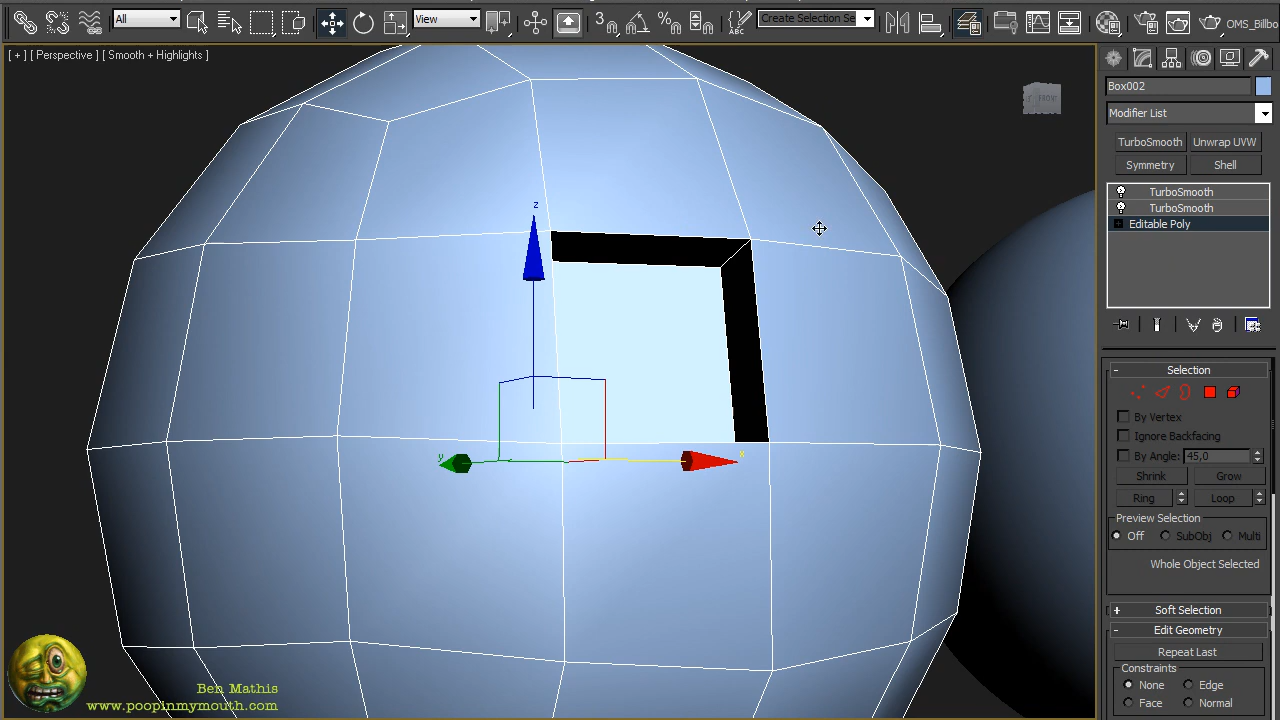 All
View
3
ABC
Create Selection Se
OMS_Billbo
[ + ] [ Perspective ] [ Smooth + Highlights ]
FRONT
Box002
Modifier List
TurboSmooth
Unwrap UVW
Symmetry
Shell
TurboSmooth
TurboSmooth
Editable Poly
z
y
x
- Selection
By Vertex
Ignore Backfacing
By Angle: 45,0
Shrink
Grow
Ring
Loop
Preview Selection
Off
SubObj
Multi
Whole Object Selected
+ Soft Selection
- Edit Geometry
Repeat Last
Constraints
None
Edge
Face
Normal
Ben Mathis
www.poopinmymouth.com